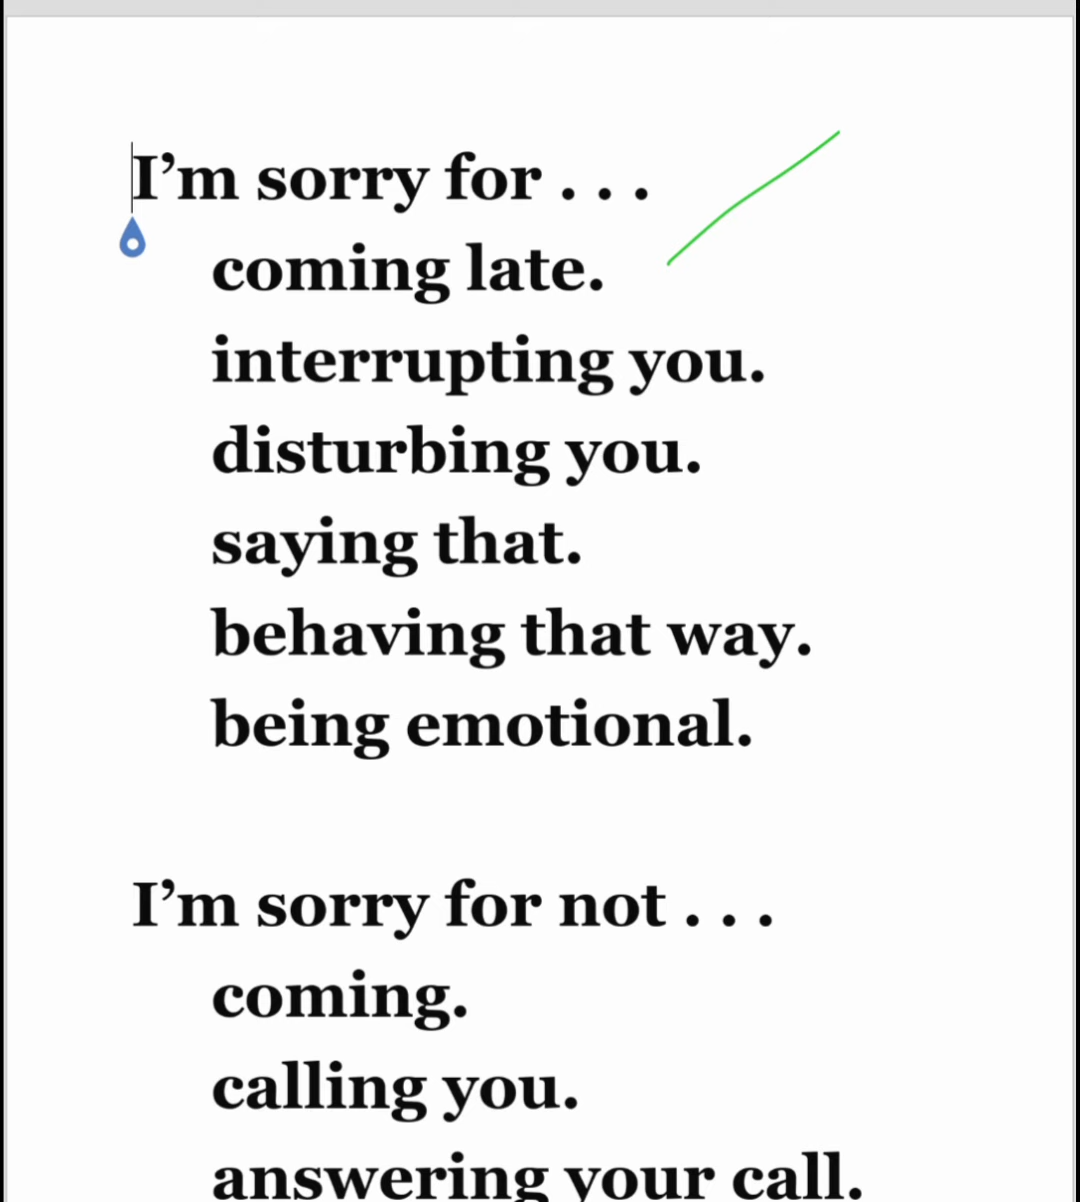 I’m sorry for . . .
coming late.
interrupting you.
disturbing you.
saying that.
behaving that way.
being emotional.
I’m sorry for not . . .
coming.
calling you.
answering your call.